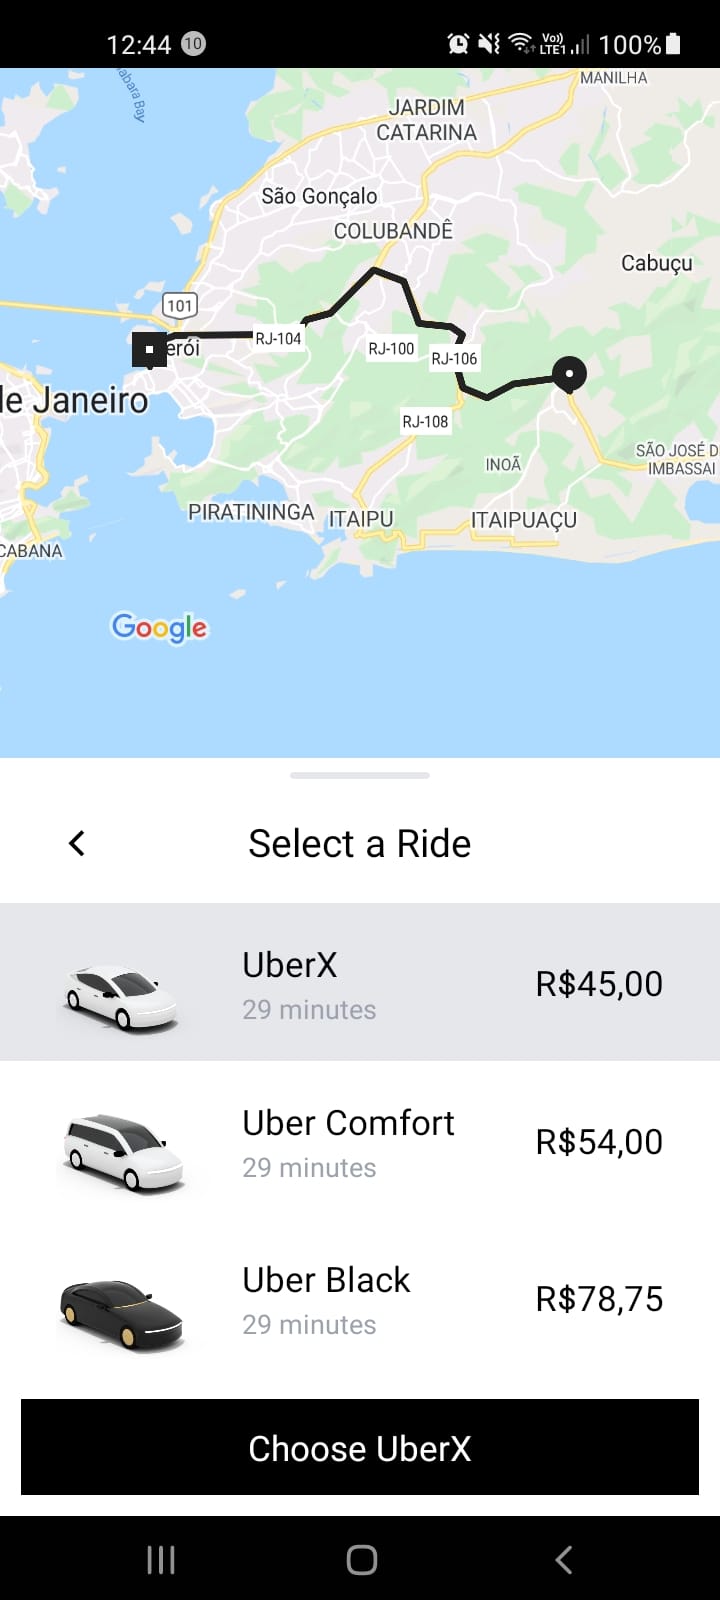 12:44 10 Vo)) LTE1 100%
abara Bay
MANILHA
JARDIM
CATARINA
São Gonçalo
COLUBANDÊ
Cabuçu
101
RJ-104
erói
RJ-100
RJ-106
le Janeiro
RJ-108
INOÃ
SÃO JOSÉ D
IMBASSAI
PIRATININGA
ITAIPU
ITAIPUAÇU
CABANA
Google
Select a Ride
UberX
29 minutes
R$45,00
Uber Comfort
29 minutes
R$54,00
Uber Black
29 minutes
R$78,75
Choose UberX